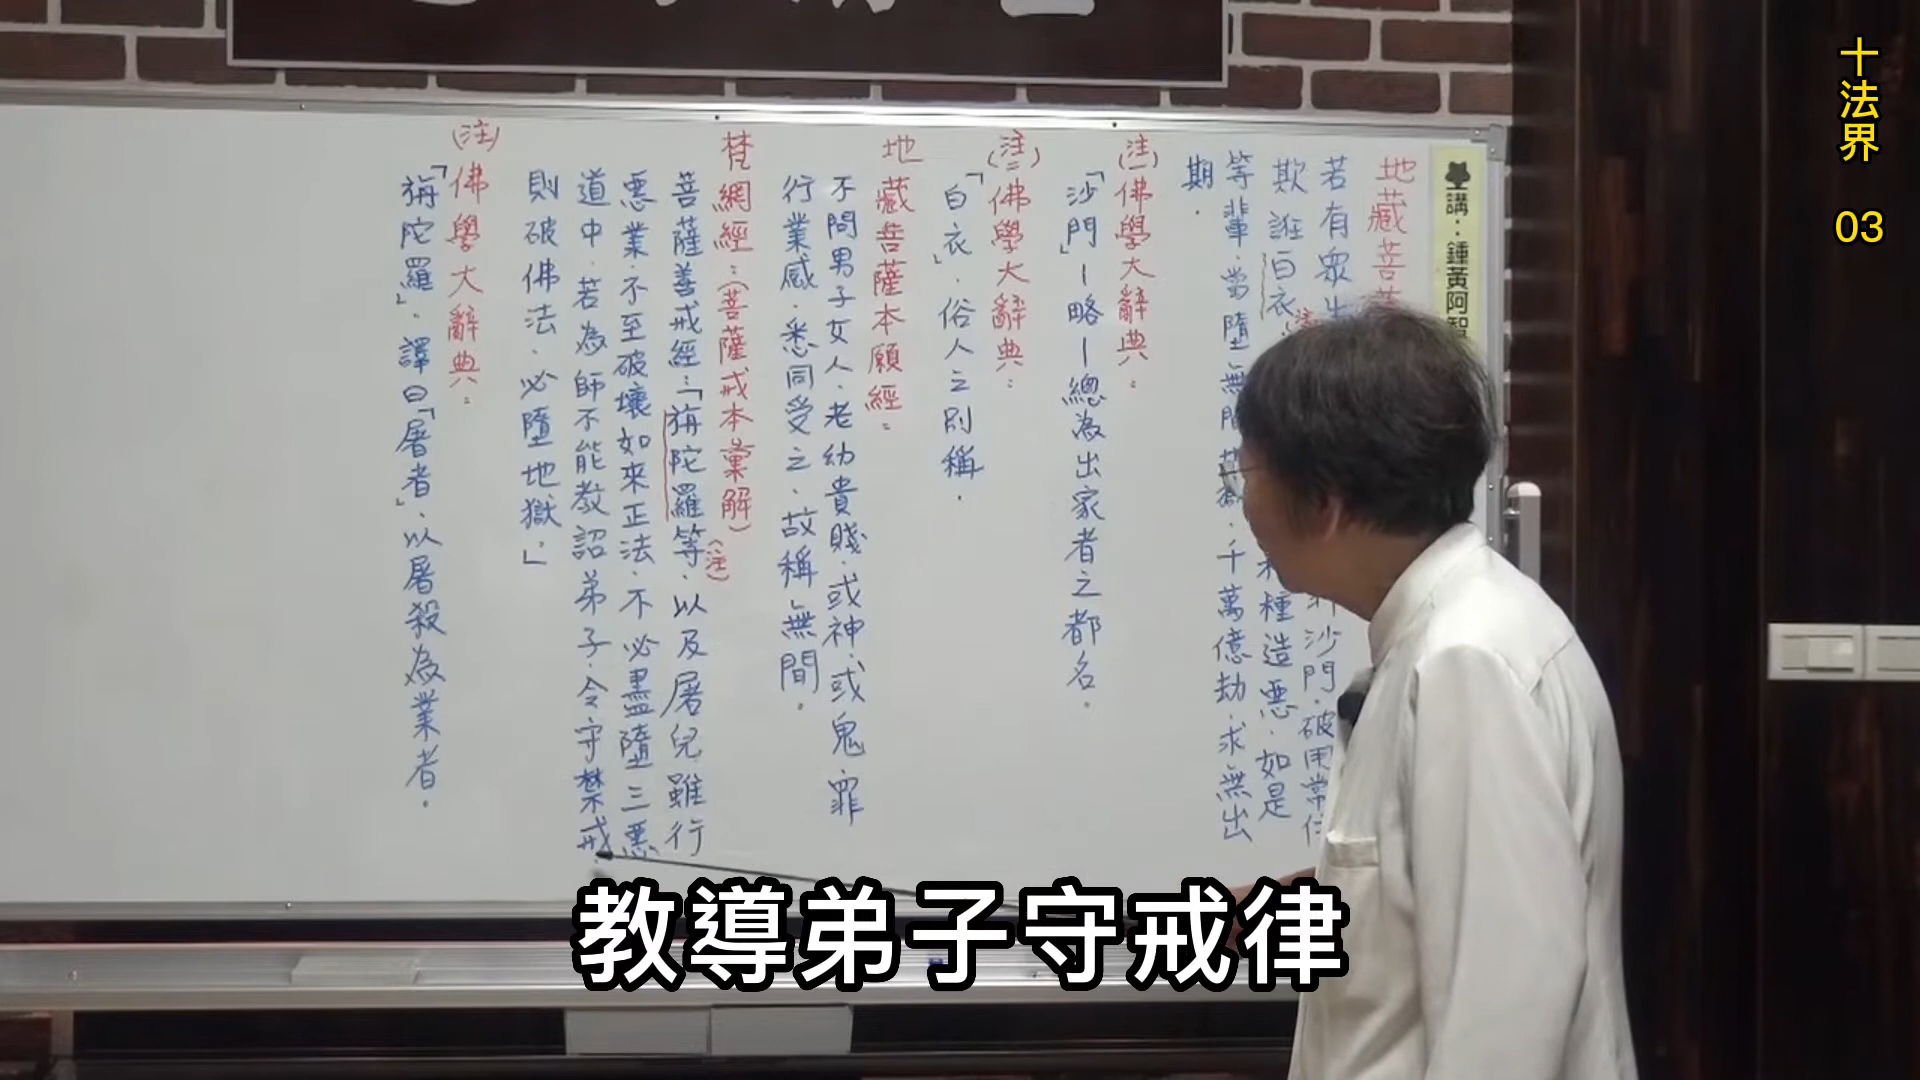 十法界 03
主講：鍾黃阿智
地藏菩
若有眾生
沙門．破用常住
欺誑白衣
種造惡．如是
等輩．當墮無間
千萬億劫．求無出
期．
(注一)佛學大辭典：
「沙門」－略－總為出家者之都名．
(注二)佛學大辭典：
「白衣」．俗人之別稱．
地藏菩薩本願經：
不問男子女人．老幼貴賤．或神．或鬼罪
行業感．悉同受之．故稱無間．
梵網經：（菩薩戒本彙解）
菩薩善戒經：「旃陀羅等．以及屠兒雖行(注)
惡業．不至破壞如來正法．不必盡墮三惡
道中．若為師不能教詔弟子．令守禁戒．
則破佛法．必墮地獄．」
(注)佛學大辭典：
「旃陀羅」．譯曰「屠者」．以屠殺為業者．
教導弟子守戒律